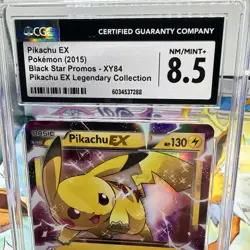 CGC
CERTIFIED GUARANTY COMPANY
Pikachu EX
Pokémon (2015)
Black Star Promos - XY84
Pikachu EX Legendary Collection
NM/MINT+
8.5
6034537288
BASIC
Pikachu EX
HP130